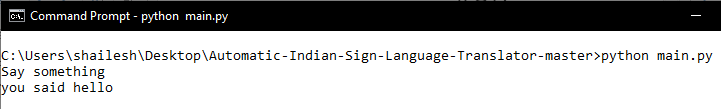 Command Prompt - python  main.py
C:\Users\shailesh\Desktop\Automatic-Indian-Sign-Language-Translator-master>python main.py
Say something
you said hello